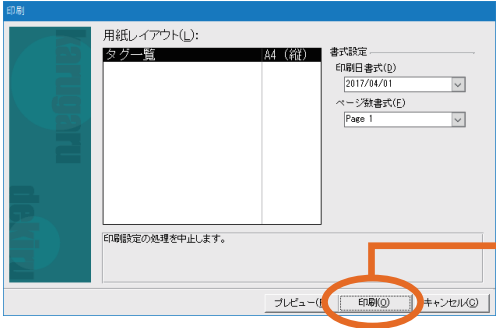 印刷
用紙レイアウト(L):
タグ一覧 A4 (縦)
書式設定
印刷日書式(D)
2017/04/01
ページ数書式(F)
Page 1
印刷設定の処理を中止します。
プレビュー(
印刷(O)
キャンセル(C)
karugaru
dekiru